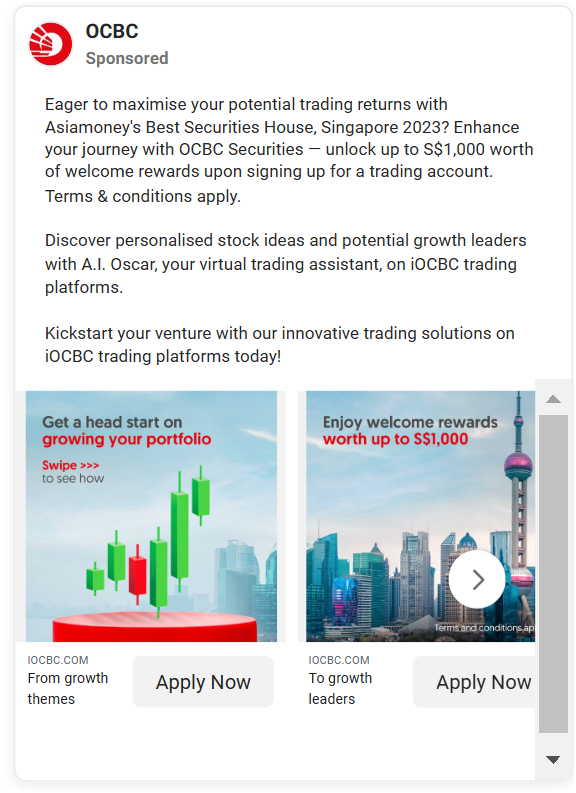 OCBC
Sponsored
Eager to maximise your potential trading returns with
Asiamoney's Best Securities House, Singapore 2023? Enhance
your journey with OCBC Securities — unlock up to S$1,000 worth
of welcome rewards upon signing up for a trading account.
Terms & conditions apply.
Discover personalised stock ideas and potential growth leaders
with A.I. Oscar, your virtual trading assistant, on iOCBC trading
platforms.
Kickstart your venture with our innovative trading solutions on
iOCBC trading platforms today!
Get a head start on
growing your portfolio
Swipe >>>
to see how
Enjoy welcome rewards
worth up to S$1,000
Terms and conditions ap
IOCBC.COM
From growth
themes
Apply Now
IOCBC.COM
To growth
leaders
Apply Now